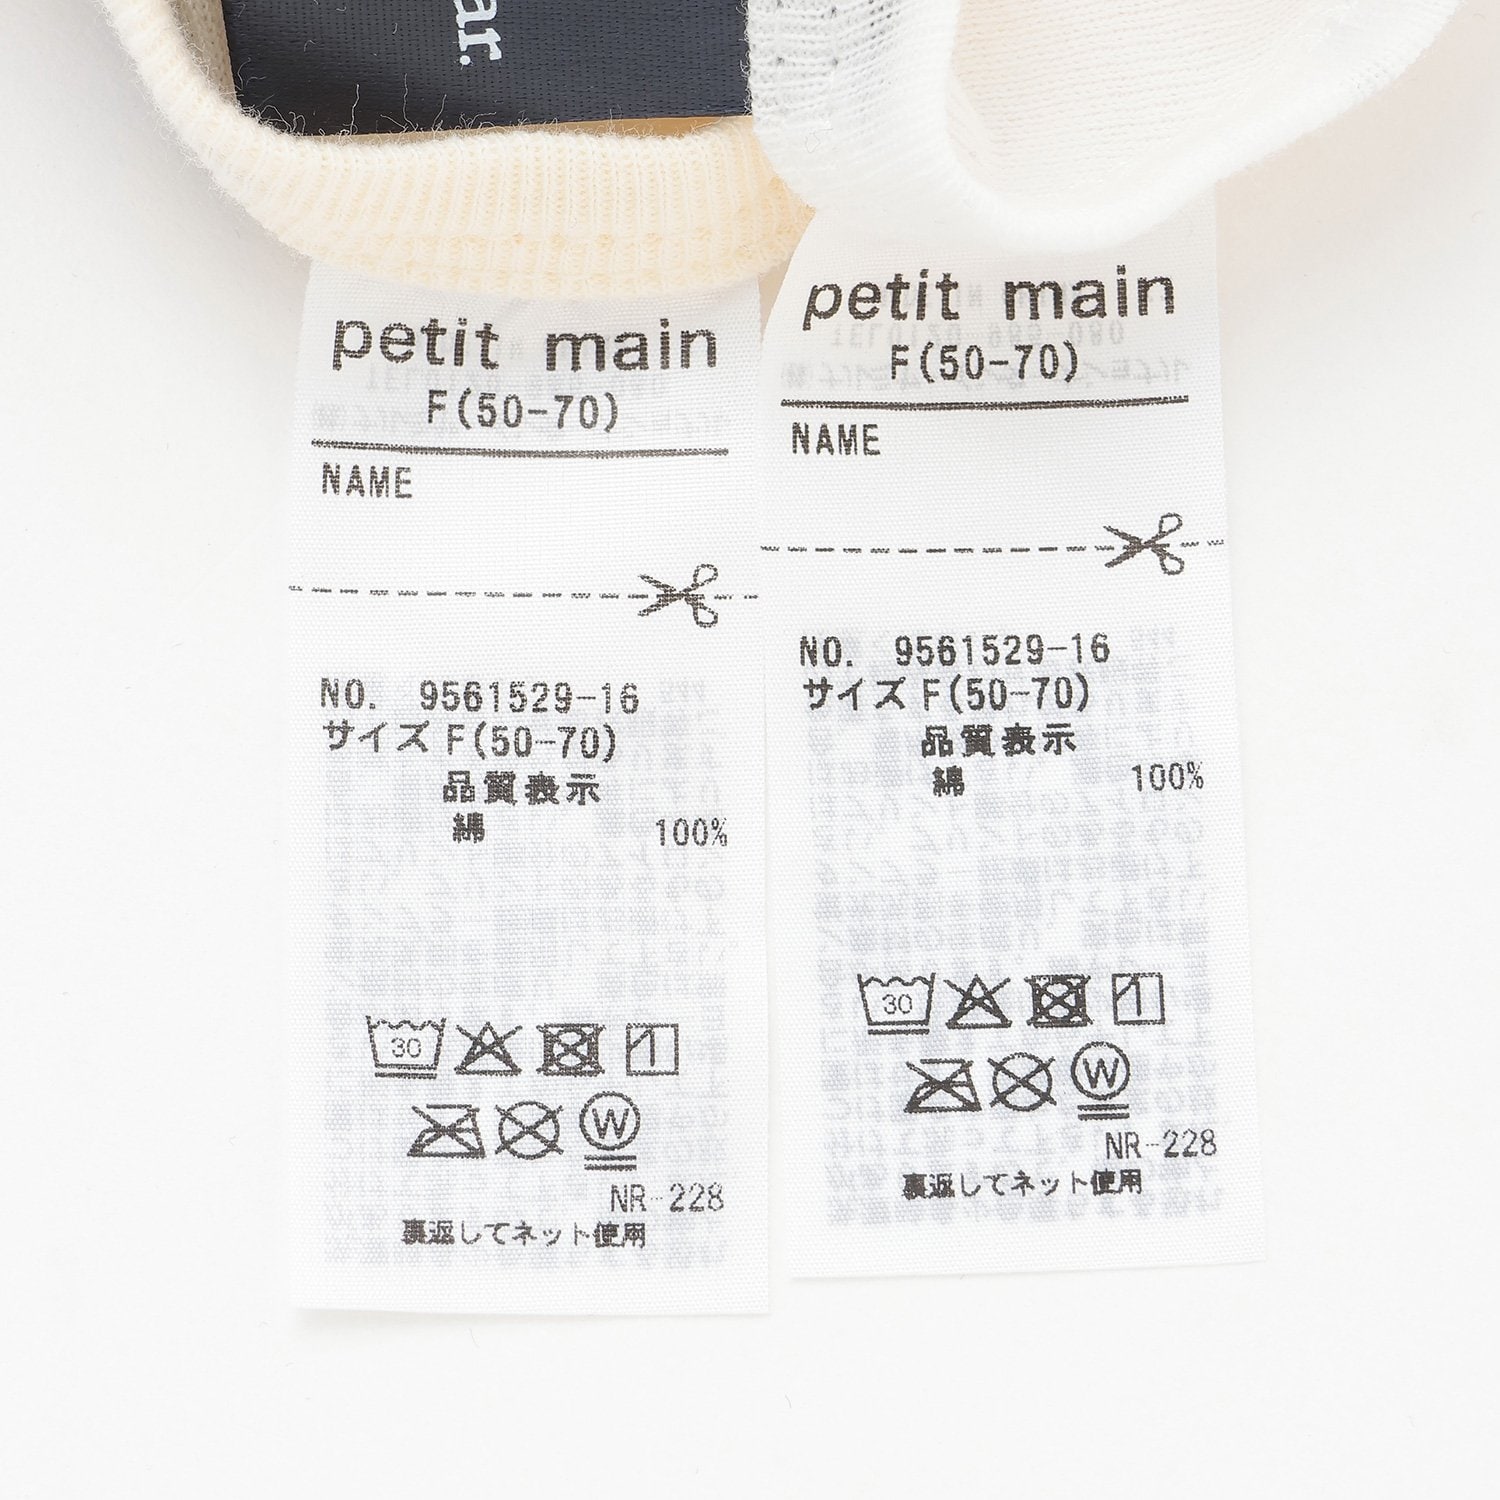 ar.
petit main
F(50-70)
NAME
NO. 9561529-16
サイズ F(50-70)
品質表示
綿 100%
30
W
NR-228
裏返してネット使用
petit main
F(50-70)
NAME
NO. 9561529-16
サイズ F(50-70)
品質表示
綿 100%
30
W
NR-228
裏返してネット使用